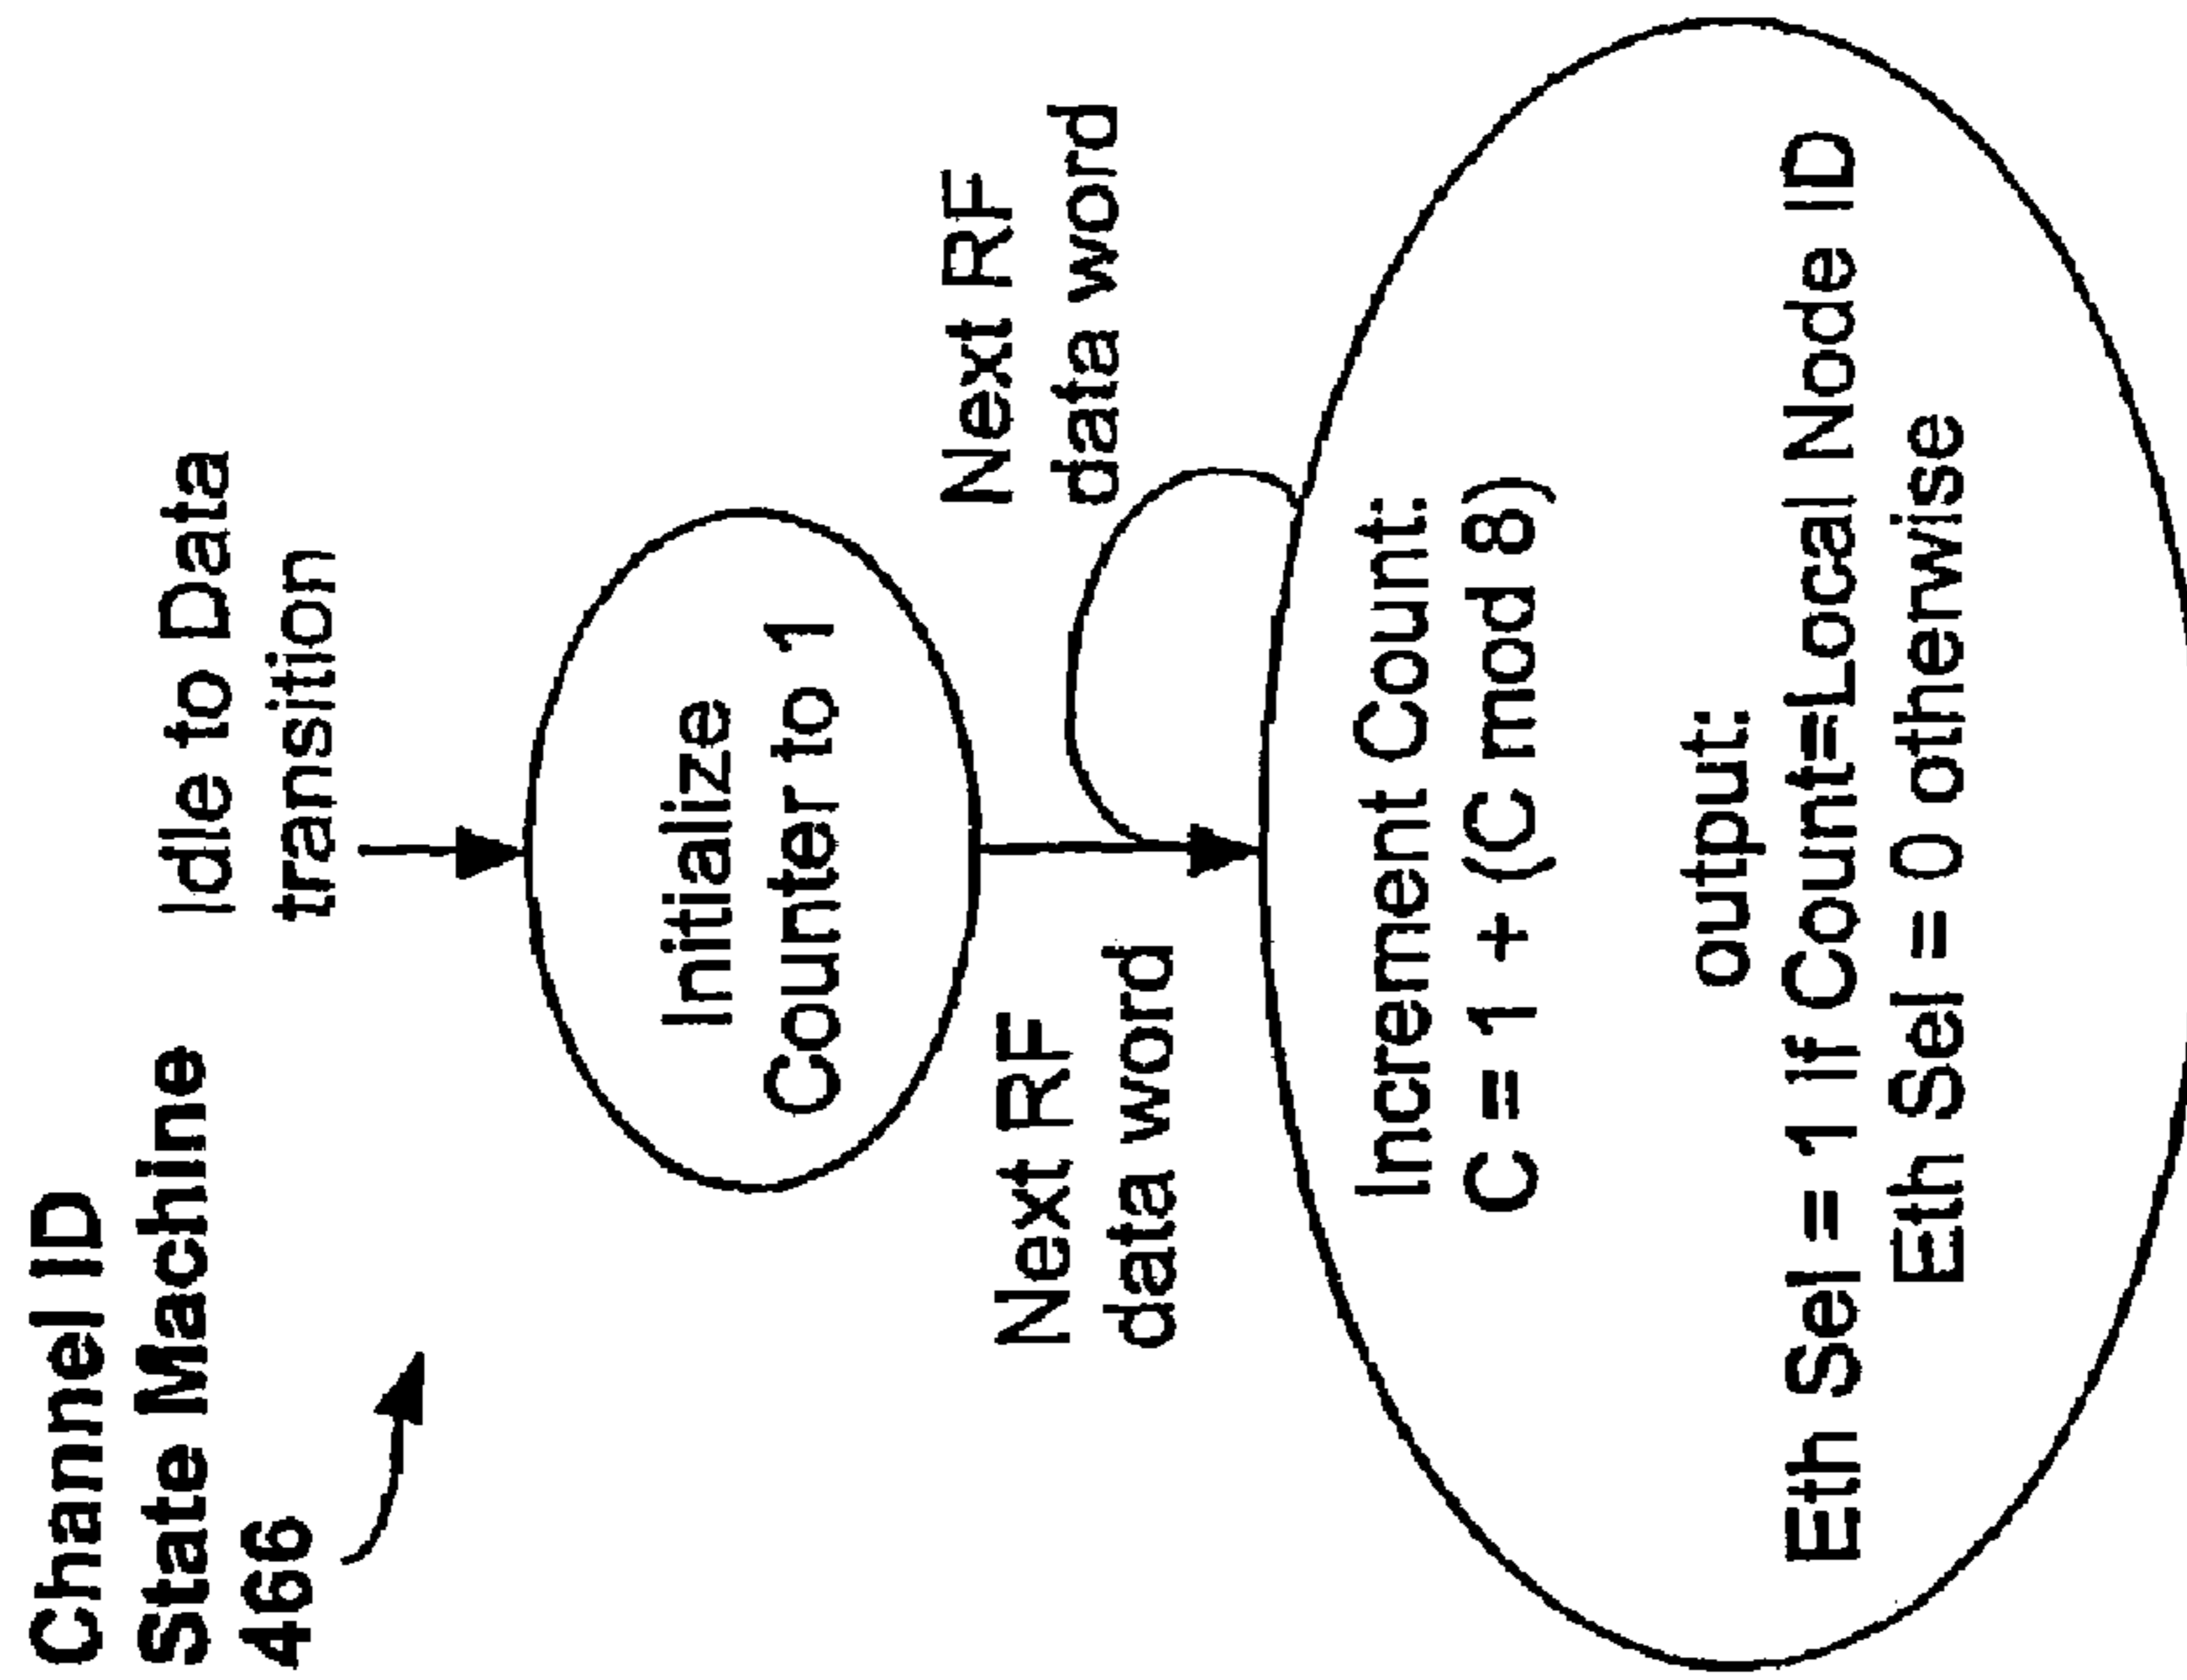 Channel ID
State Machine
466
Idle to Data
transition
Initialize
Counter to 1
Next RF
data word
Next RF
data word
Increment Count:
C = 1 + (C mod 8)
output:
Eth Sel = 1 if Count=Local Node ID
Eth Sel = 0 otherwise